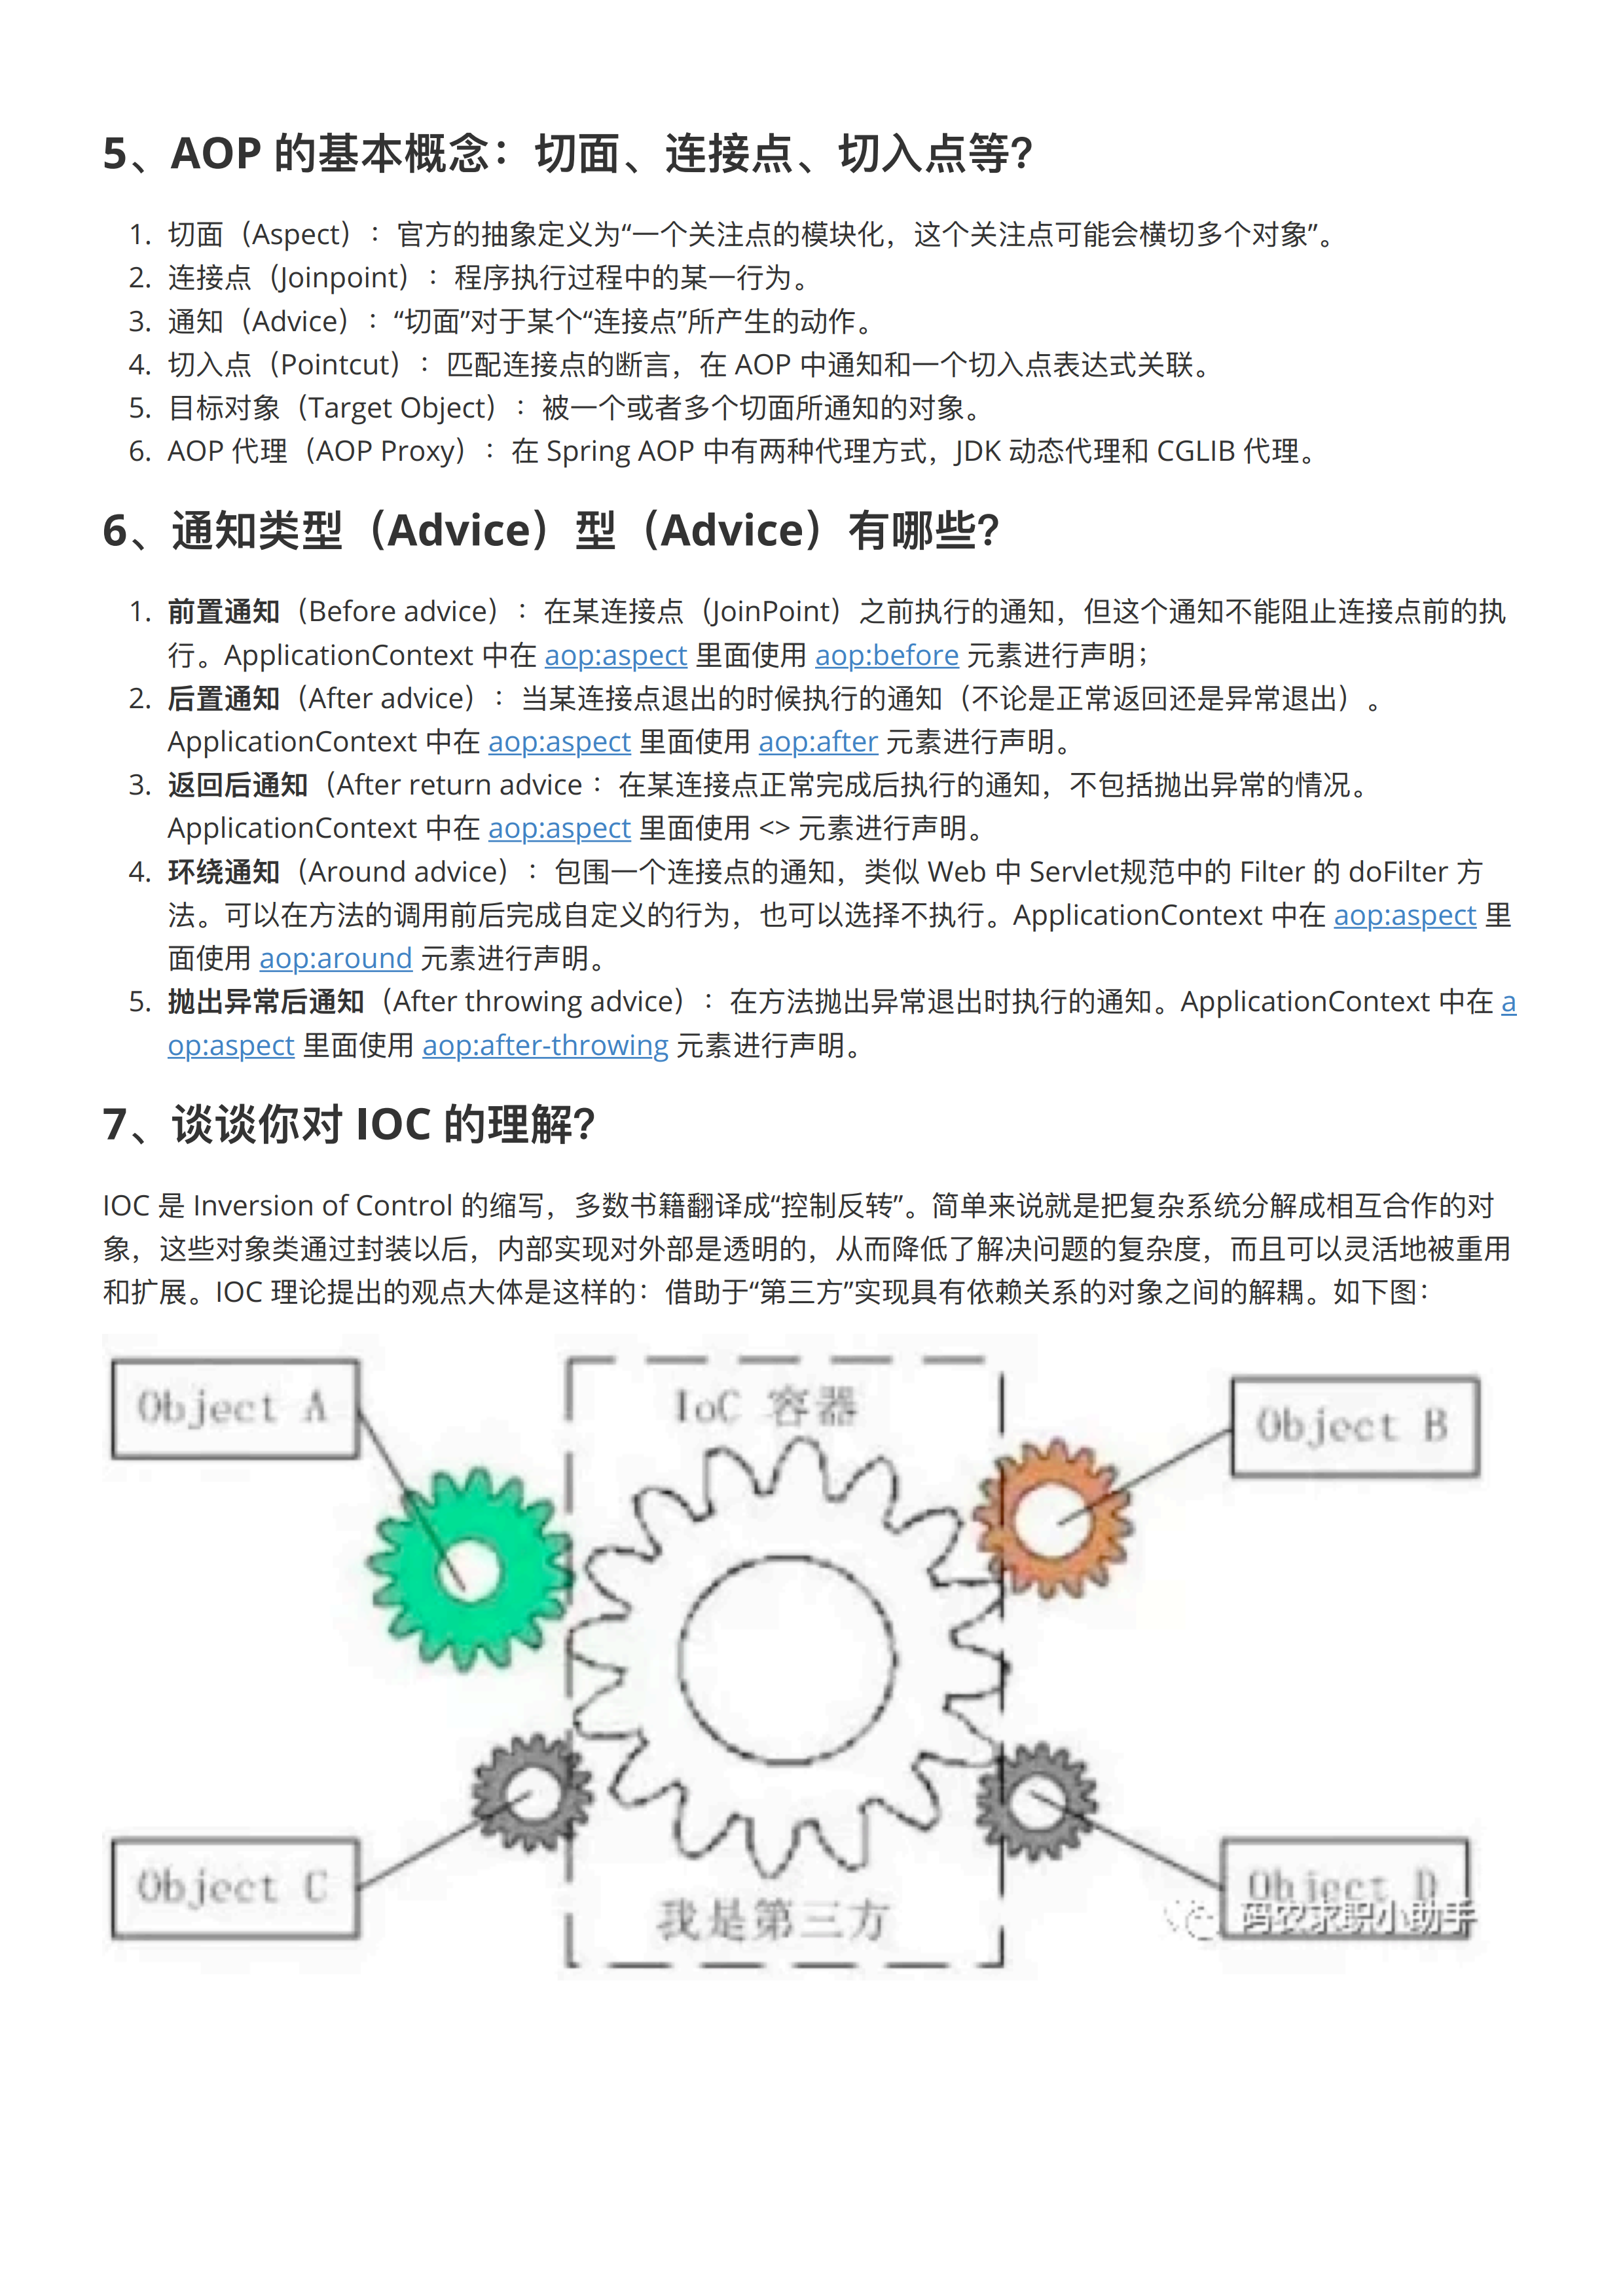 5、AOP 的基本概念：切面、连接点、切入点等？
1. 切面（Aspect）：官方的抽象定义为“一个关注点的模块化，这个关注点可能会横切多个对象”。
2. 连接点（Joinpoint）：程序执行过程中的某一行为。
3. 通知（Advice）：“切面”对于某个“连接点”所产生的动作。
4. 切入点（Pointcut）：匹配连接点的断言，在 AOP 中通知和一个切入点表达式关联。
5. 目标对象（Target Object）：被一个或者多个切面所通知的对象。
6. AOP 代理（AOP Proxy）：在 Spring AOP 中有两种代理方式，JDK 动态代理和 CGLIB 代理。
6、通知类型（Advice）型（Advice）有哪些？
1. 前置通知（Before advice）：在某连接点（JoinPoint）之前执行的通知，但这个通知不能阻止连接点前的执
行。ApplicationContext 中在 aop:aspect 里面使用 aop:before 元素进行声明；
2. 后置通知（After advice）：当某连接点退出的时候执行的通知（不论是正常返回还是异常退出）。
ApplicationContext 中在 aop:aspect 里面使用 aop:after 元素进行声明。
3. 返回后通知（After return advice ：在某连接点正常完成后执行的通知，不包括抛出异常的情况。
ApplicationContext 中在 aop:aspect 里面使用 <> 元素进行声明。
4. 环绕通知（Around advice）：包围一个连接点的通知，类似 Web 中 Servlet规范中的 Filter 的 doFilter 方
法。可以在方法的调用前后完成自定义的行为，也可以选择不执行。ApplicationContext 中在 aop:aspect 里
面使用 aop:around 元素进行声明。
5. 抛出异常后通知（After throwing advice）：在方法抛出异常退出时执行的通知。ApplicationContext 中在 a
op:aspect 里面使用 aop:after-throwing 元素进行声明。
7、谈谈你对 IOC 的理解？
IOC 是 Inversion of Control 的缩写，多数书籍翻译成“控制反转”。简单来说就是把复杂系统分解成相互合作的对
象，这些对象类通过封装以后，内部实现对外部是透明的，从而降低了解决问题的复杂度，而且可以灵活地被重用
和扩展。IOC 理论提出的观点大体是这样的：借助于“第三方”实现具有依赖关系的对象之间的解耦。如下图：
Object A
IoC 容器
Object B
Object C
我是第三方
Object D
码农求职小助手